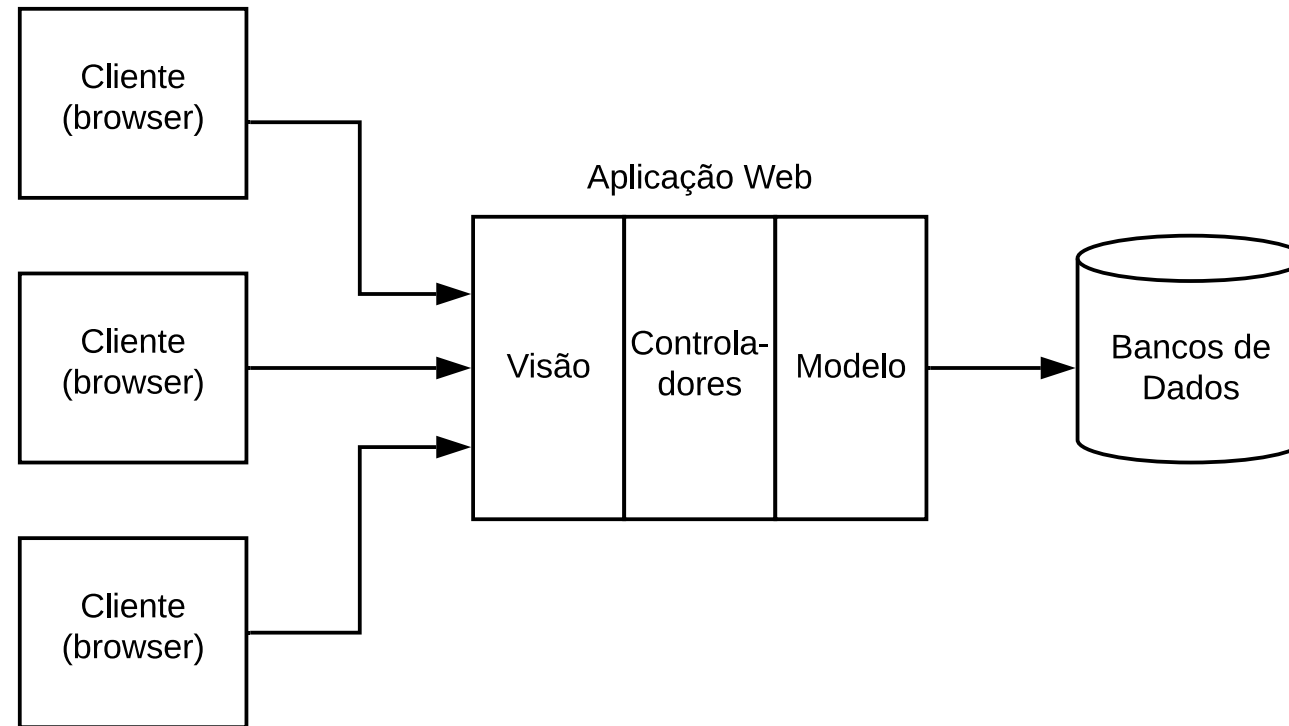 Cliente
(browser)
Aplicação Web
Cliente
(browser)
Visão
Controla-
dores
Modelo
Bancos de
Dados
Cliente
(browser)